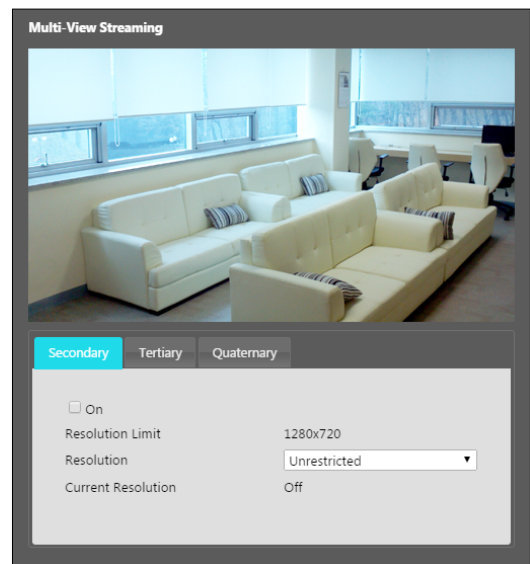 Multi-View Streaming
Secondary Tertiary Quaternary
On
Resolution Limit 1280x720
Resolution Unrestricted
Current Resolution Off